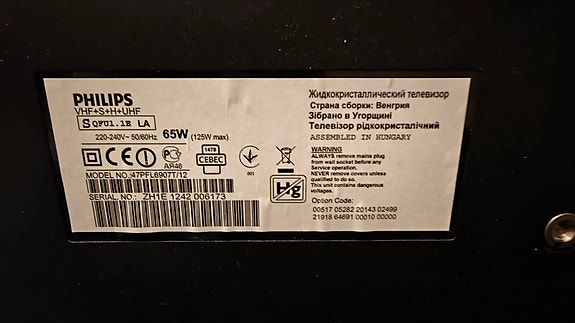 PHILIPS
VHF+S+H+UHF
S QFU1.1E LA
220-240V~ 50/60Hz 65W (125W max)
CE
AR46
1478
CEBEC
001
MODEL NO.: 47PFL6907T/12
SERIAL NO.: ZH1E 1242 006173
Hg
Жидкокристаллический телевизор
Страна сборки: Венгрия
Зібрано в Угорщині
Телевізор рідкокристалічний
ASSEMBLED IN HUNGARY
WARNING
ALWAYS remove mains plug
from wall socket before any
Service operation.
NEVER remove covers unless
qualified to do so.
This unit contains dangerous
voltages.
Option Code:
00517 05282 20143 02499
21918 64691 00010 00000